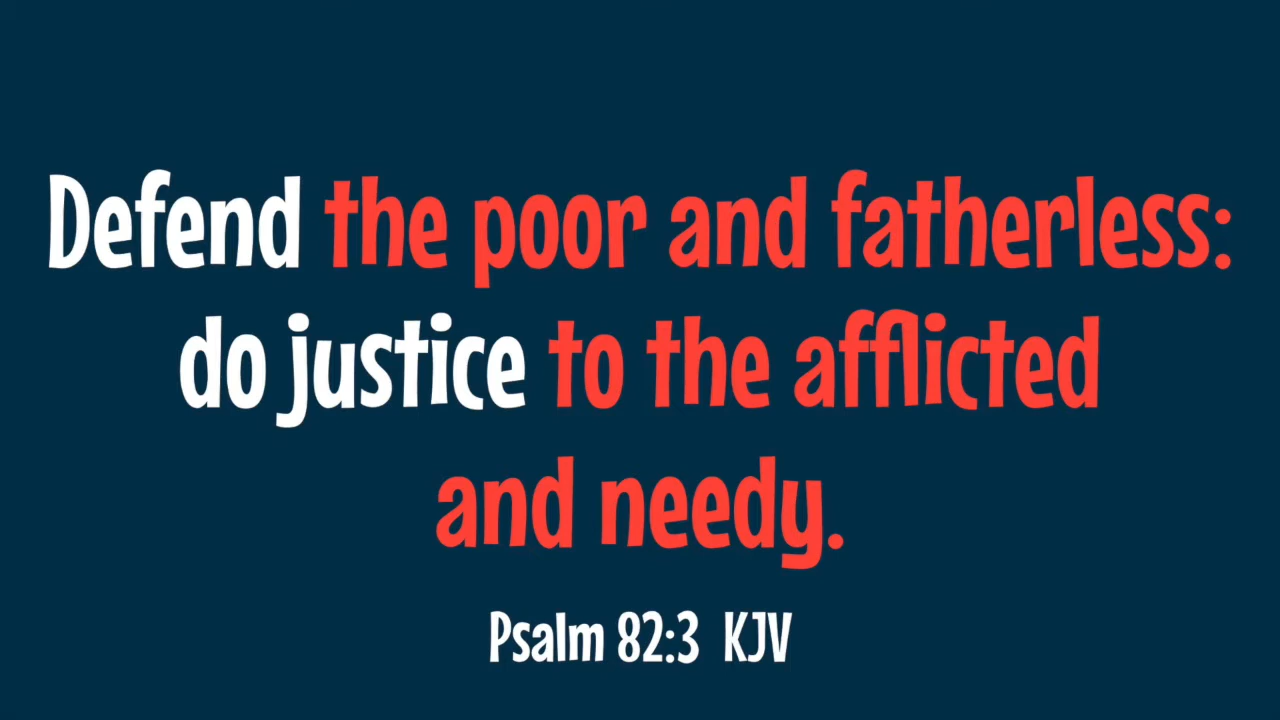 Defend the poor and fatherless:
do justice to the afflicted
and needy.
Psalm 82:3 KJV